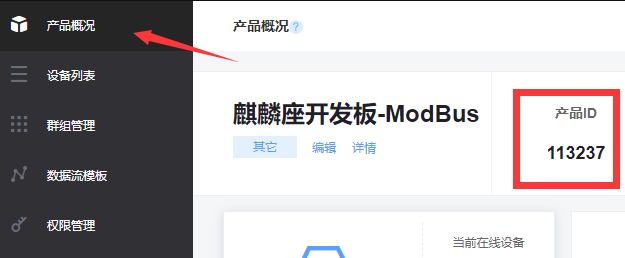 产品概况
设备列表
群组管理
数据流模板
权限管理
产品概况?
麒麟座开发板-ModBus
其它 编辑 详情
产品ID
113237
当前在线设备